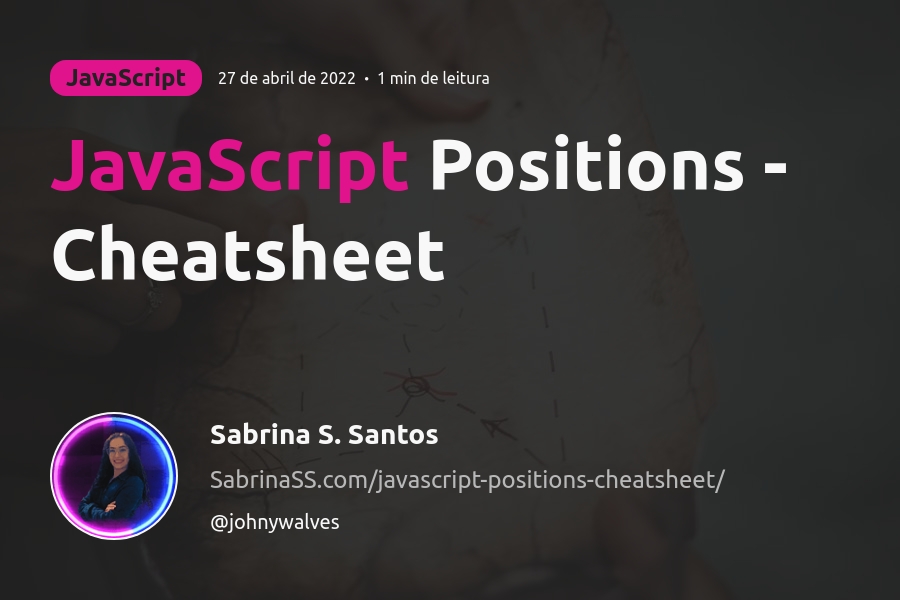 JavaScript 27 de abril de 2022 • 1 min de leitura
JavaScript Positions -
Cheatsheet
Sabrina S. Santos
SabrinaSS.com/javascript-positions-cheatsheet/
@johnywalves